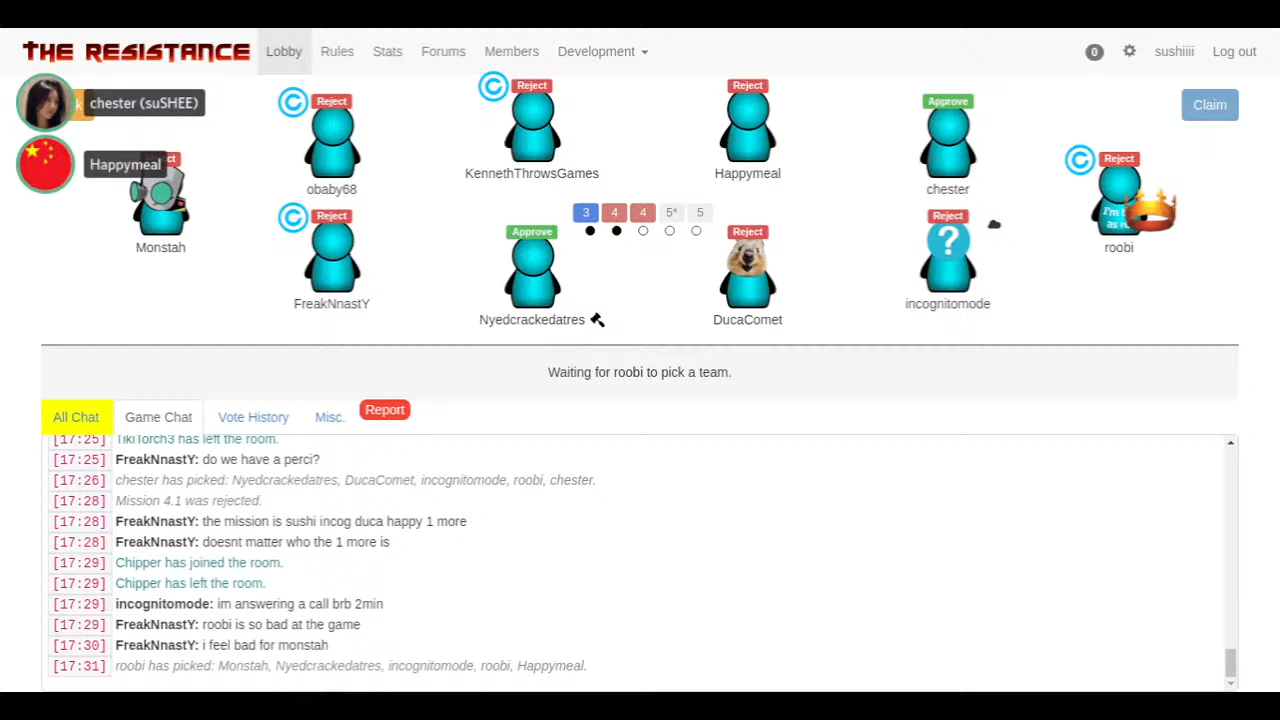 THE RESISTANCE Lobby Rules Stats Forums Members Development 0 sushiiii Log out
chester (suSHEE)
Happymeal
Claim
Reject Reject Reject Approve Reject
obaby68 KennethThrowsGames Happymeal chester roobi
Monstah
3 4 4 5* 5
Reject Approve Reject Reject
FreakNnastY Nyedcrackedatres DucaComet incognitomode
Waiting for roobi to pick a team.
All Chat Game Chat Vote History Misc. Report
[17:25] TikiTorch3 has left the room.
[17:25] FreakNnastY: do we have a perci?
[17:26] chester has picked: Nyedcrackedatres, DucaComet, incognitomode, roobi, chester.
[17:28] Mission 4.1 was rejected.
[17:28] FreakNnastY: the mission is sushi incog duca happy 1 more
[17:28] FreakNnastY: doesnt matter who the 1 more is
[17:29] Chipper has joined the room.
[17:29] Chipper has left the room.
[17:29] incognitomode: im answering a call brb 2min
[17:29] FreakNnastY: roobi is so bad at the game
[17:30] FreakNnastY: i feel bad for monstah
[17:31] roobi has picked: Monstah, Nyedcrackedatres, incognitomode, roobi, Happymeal.